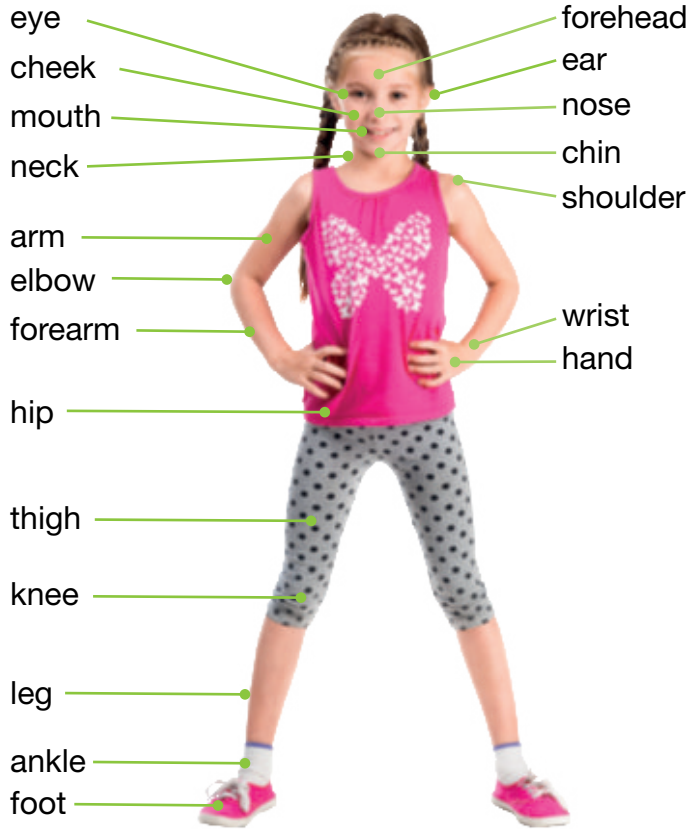 eye
cheek
mouth
neck
arm
elbow
forearm
hip
thigh
knee
leg
ankle
foot
forehead
ear
nose
chin
shoulder
wrist
hand